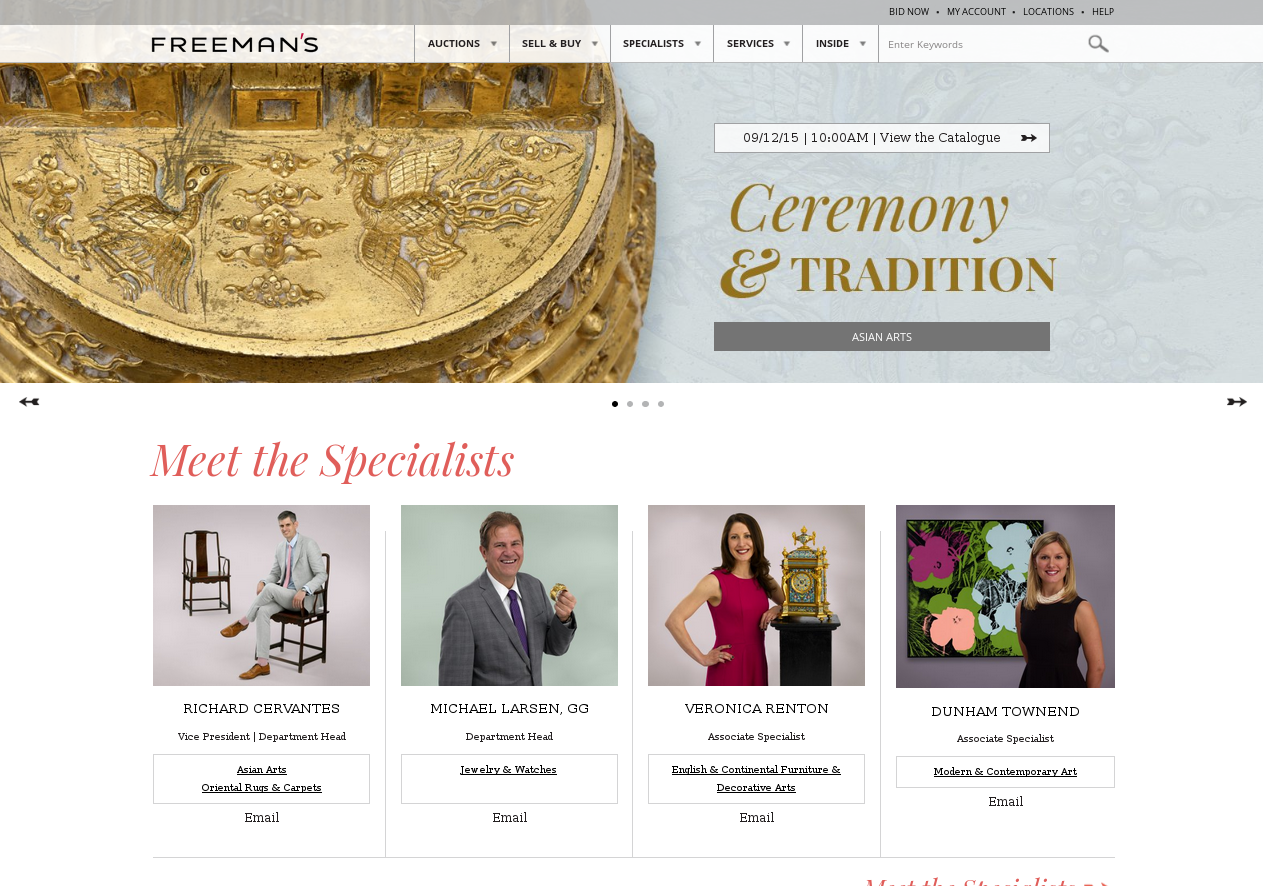 BID NOW • MY ACCOUNT • LOCATIONS • HELP
FREEMAN'S
AUCTIONS
SELL & BUY
SPECIALISTS
SERVICES
INSIDE
Enter Keywords
09/12/15 | 10:00AM | View the Catalogue
Ceremony
& TRADITION
ASIAN ARTS
Meet the Specialists
RICHARD CERVANTES
Vice President | Department Head
Asian Arts
Oriental Rugs & Carpets
Email
MICHAEL LARSEN, GG
Department Head
Jewelry & Watches
Email
VERONICA RENTON
Associate Specialist
English & Continental Furniture &
Decorative Arts
Email
DUNHAM TOWNEND
Associate Specialist
Modern & Contemporary Art
Email
Meet the Specialists